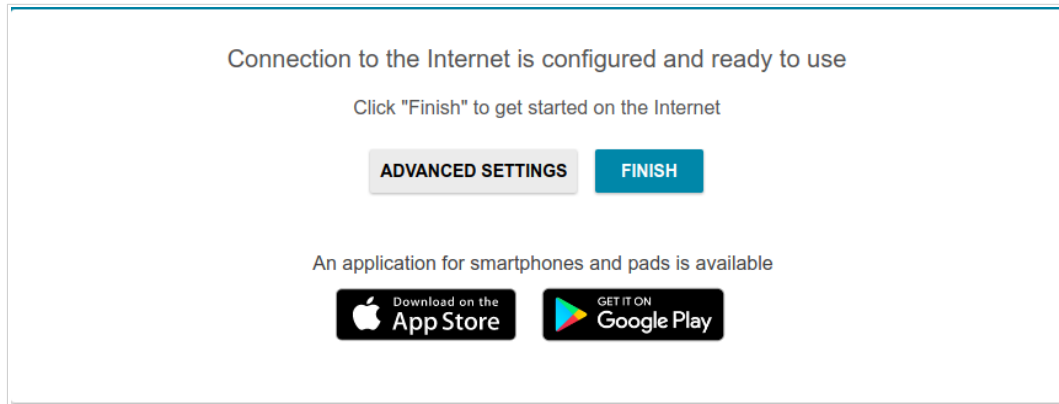 Connection to the Internet is configured and ready to use
Click "Finish" to get started on the Internet
ADVANCED SETTINGS FINISH
An application for smartphones and pads is available
Download on the
App Store
GET IT ON
Google Play